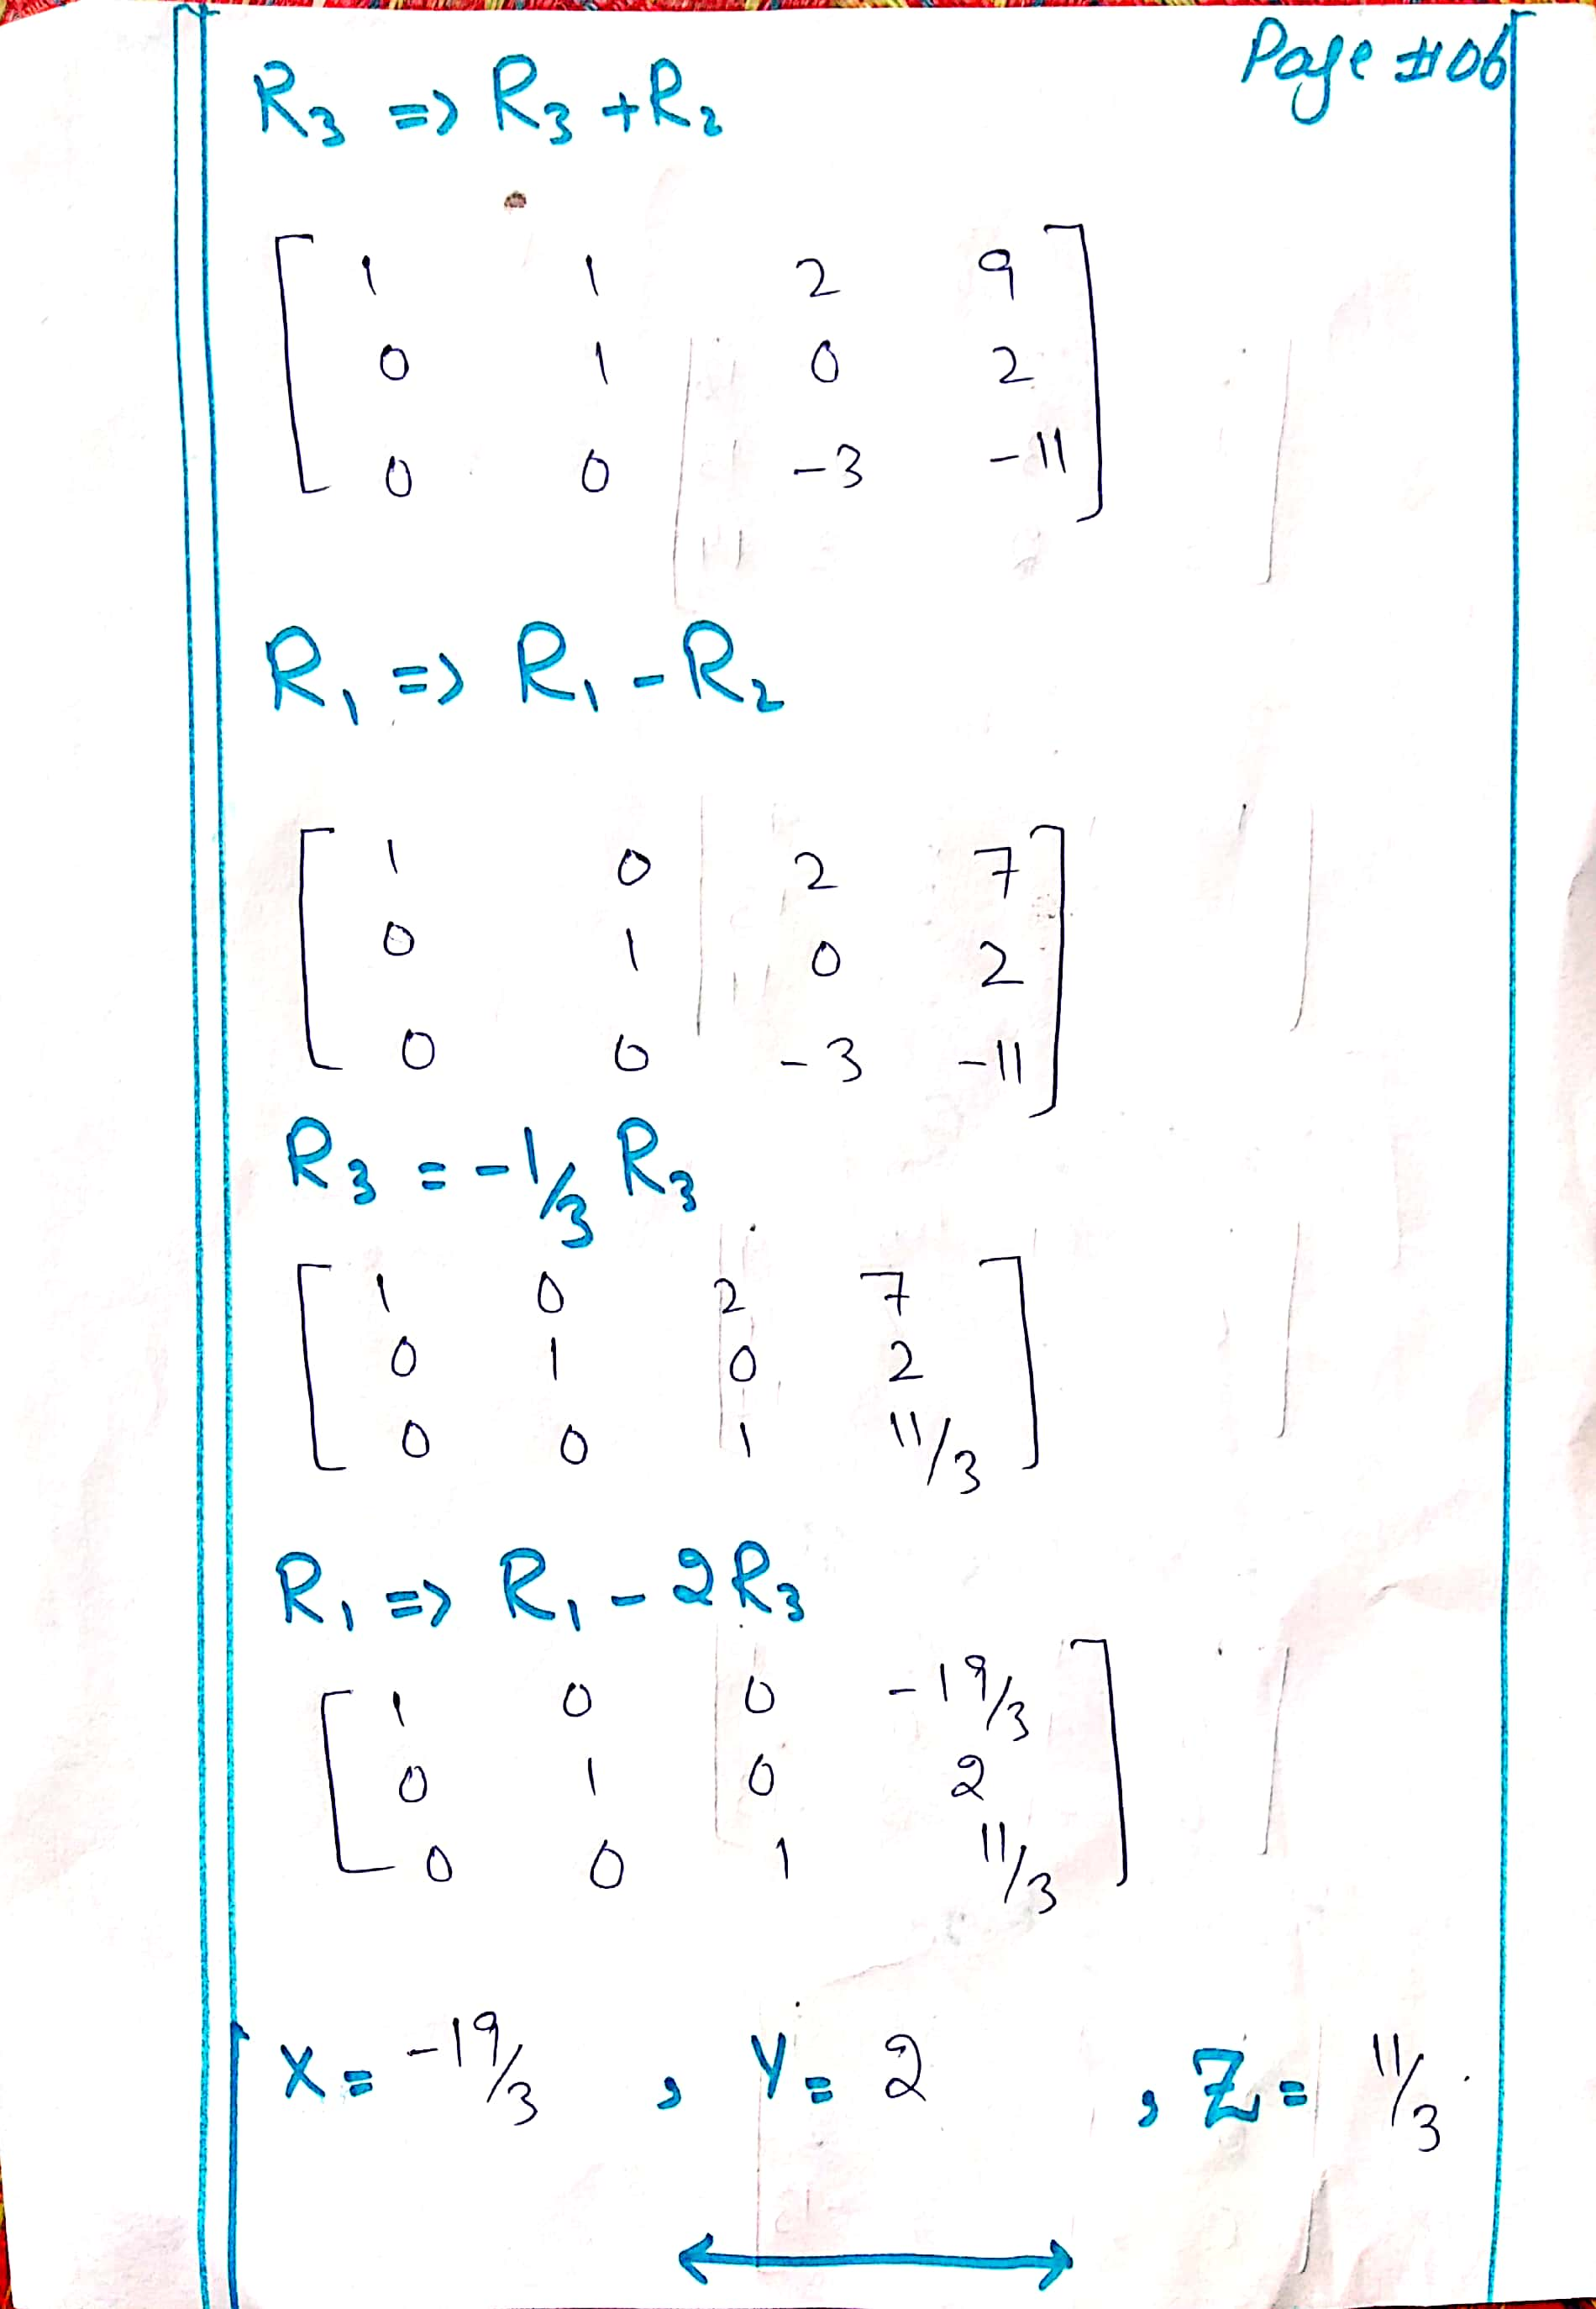 Page #06
R₃ => R₃ + R₂
1 1 2 9
0 1 0 2
0 0 -3 -11
R₁ => R₁ - R₂
1 0 2 7
0 1 0 2
0 0 -3 -11
R₃ = -1/3 R₃
1 0 2 7
0 1 0 2
0 0 1 11/3
R₁ => R₁ - 2R₃
1 0 0 -19/3
0 1 0 2
0 0 1 11/3
X = -19/3 , Y = 2 , Z = 11/3